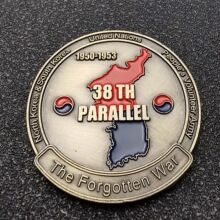 United Nations
North Korea & South Korea
People's Volunteer Army
1950-1953
38 TH
PARALLEL
The Forgotten War